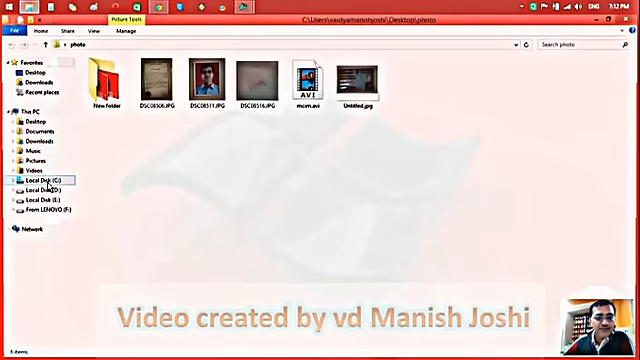 Picture Tools
C:\Users\vaidyamanishjoshi\Desktop\photo
ENG
7:12 PM
File
Home
Share
View
Manage
photo
Search photo
Favorites
Desktop
Downloads
Recent places
This PC
Desktop
Documents
Downloads
Music
Pictures
Videos
Local Disk (C:)
Local Disk (D:)
Local Disk (E:)
From LENOVO (F:)
Network
New Folder
DSC08506.JPG
DSC08511.JPG
DSC08516.JPG
AVI
mcm.avi
Untitled.jpg
Video created by vd Manish Joshi
6 items